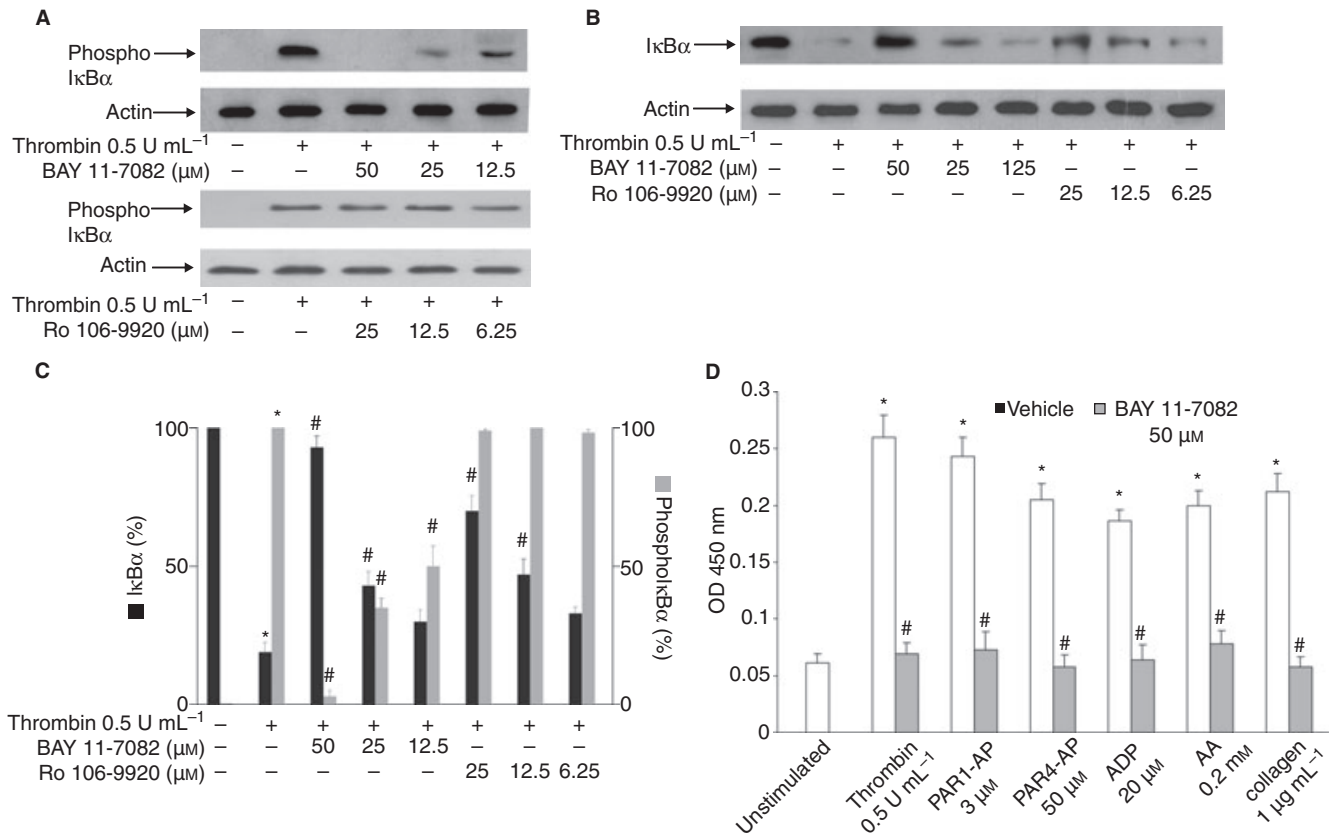 A
Phospho
IκBα
Actin
Thrombin 0.5 U mL⁻¹ – + + + +
BAY 11-7082 (μM) – – 50 25 12.5
Phospho
IκBα
Actin
Thrombin 0.5 U mL⁻¹ – + + + +
Ro 106-9920 (μM) – – 25 12.5 6.25
B
IκBα
Actin
Thrombin 0.5 U mL⁻¹ – + + + + + + +
BAY 11-7082 (μM) – – 50 25 125 – – –
Ro 106-9920 (μM) – – – – – 25 12.5 6.25
C
IκBα (%)
100
50
0
* * # # # # # # #
100
50
0
PhosphoIκBα (%)
Thrombin 0.5 U mL⁻¹ – + + + + + + +
BAY 11-7082 (μM) – – 50 25 12.5 – – –
Ro 106-9920 (μM) – – – – – 25 12.5 6.25
D
OD 450 nm
0.3
0.25
0.2
0.15
0.1
0.05
0
Vehicle BAY 11-7082
50 μM
* * * * * *
# # # # # #
Unstimulated
Thrombin
0.5 U mL⁻¹
PAR1-AP
3 μM
PAR4-AP
50 μM
ADP
20 μM
AA
0.2 mM
collagen
1 μg mL⁻¹